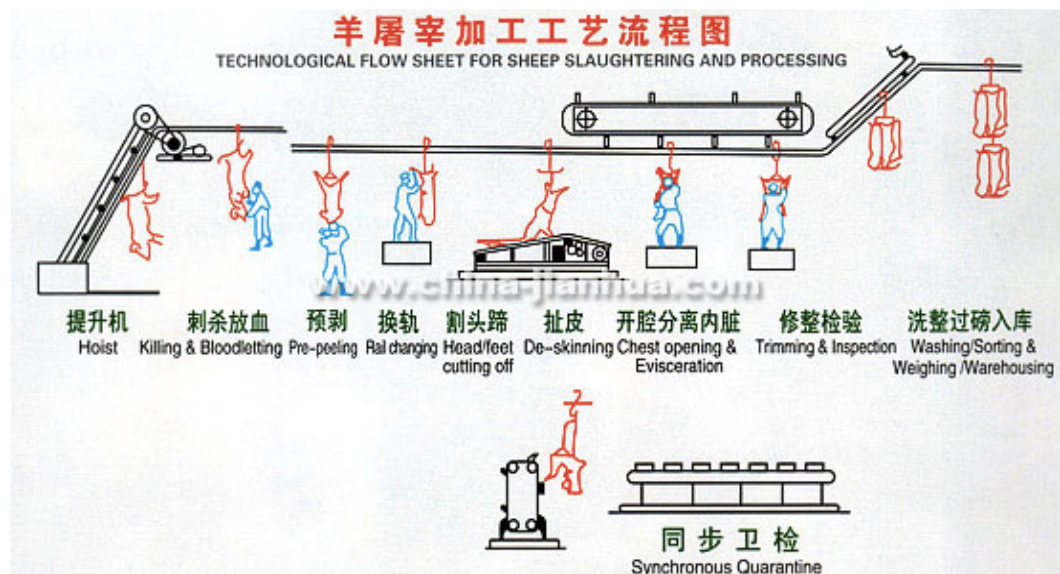 羊屠宰加工工艺流程图
TECHNOLOGICAL FLOW SHEET FOR SHEEP SLAUGHTERING AND PROCESSING
www.china-jianhua.com
提升机 刺杀放血 预剥 换轨 割头蹄 扯皮 开腔分离内脏 修整检验 洗整过磅入库
Hoist Killing & Bloodletting Pre-peeling Rail changing Head/feet De-skinning Chest opening & Trimming & Inspection Washing/Sorting &
cutting off Evisceration Weighing /Warehousing
同步卫检
Synchronous Quarantine